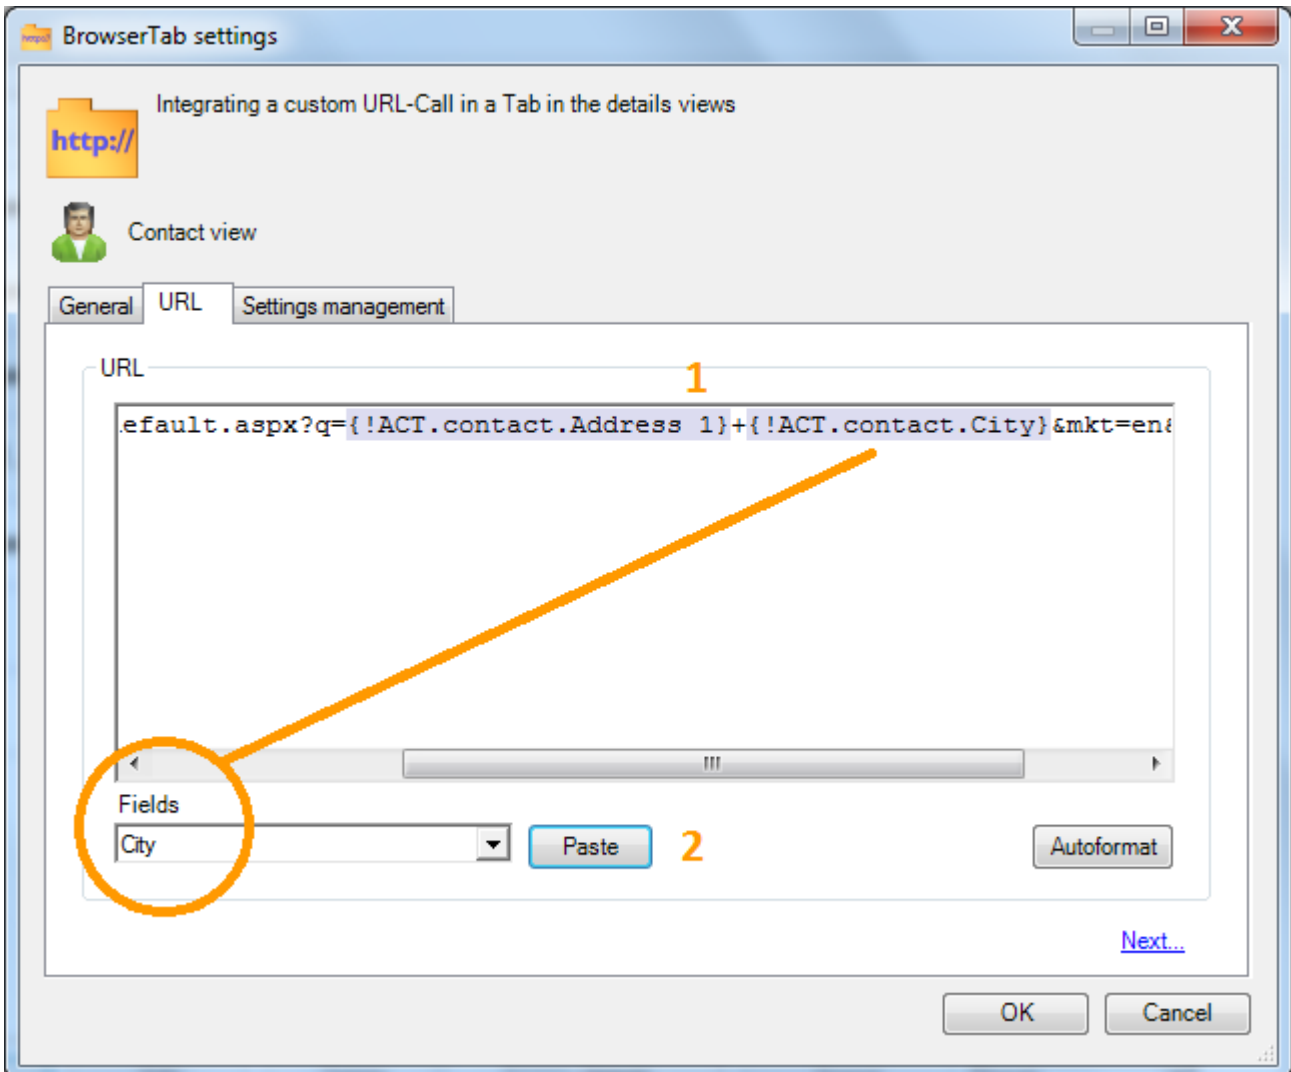 BrowserTab settings
Integrating a custom URL-Call in a Tab in the details views
http://
Contact view
General URL Settings management
URL
1
efault.aspx?q={!ACT.contact.Address 1}+{!ACT.contact.City}&mkt=en&
Fields
City Paste 2 Autoformat
Next...
OK Cancel